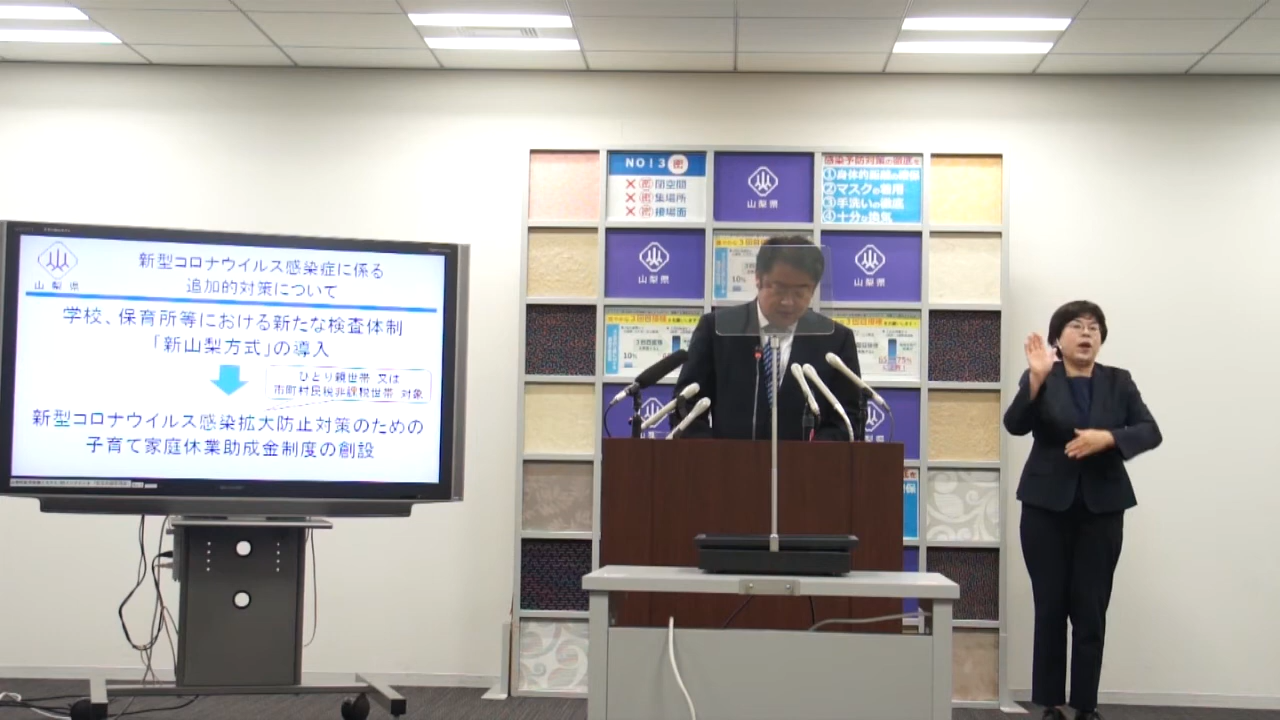 山梨県
新型コロナウイルス感染症に係る
追加的対策について
学校、保育所等における新たな検査体制
「新山梨方式」の導入
ひとり親世帯 又は
市町村民税非課税世帯 対象
新型コロナウイルス感染拡大防止対策のための
子育て家庭休業助成金制度の創設
NO!3密
×密閉空間
×密集場所
×密接場面
山梨県
感染予防対策の徹底を
①身体的距離の確保
②マスクの着用
③手洗いの徹底
④十分な換気
山梨県
10%
山梨県
3回目接種
10%